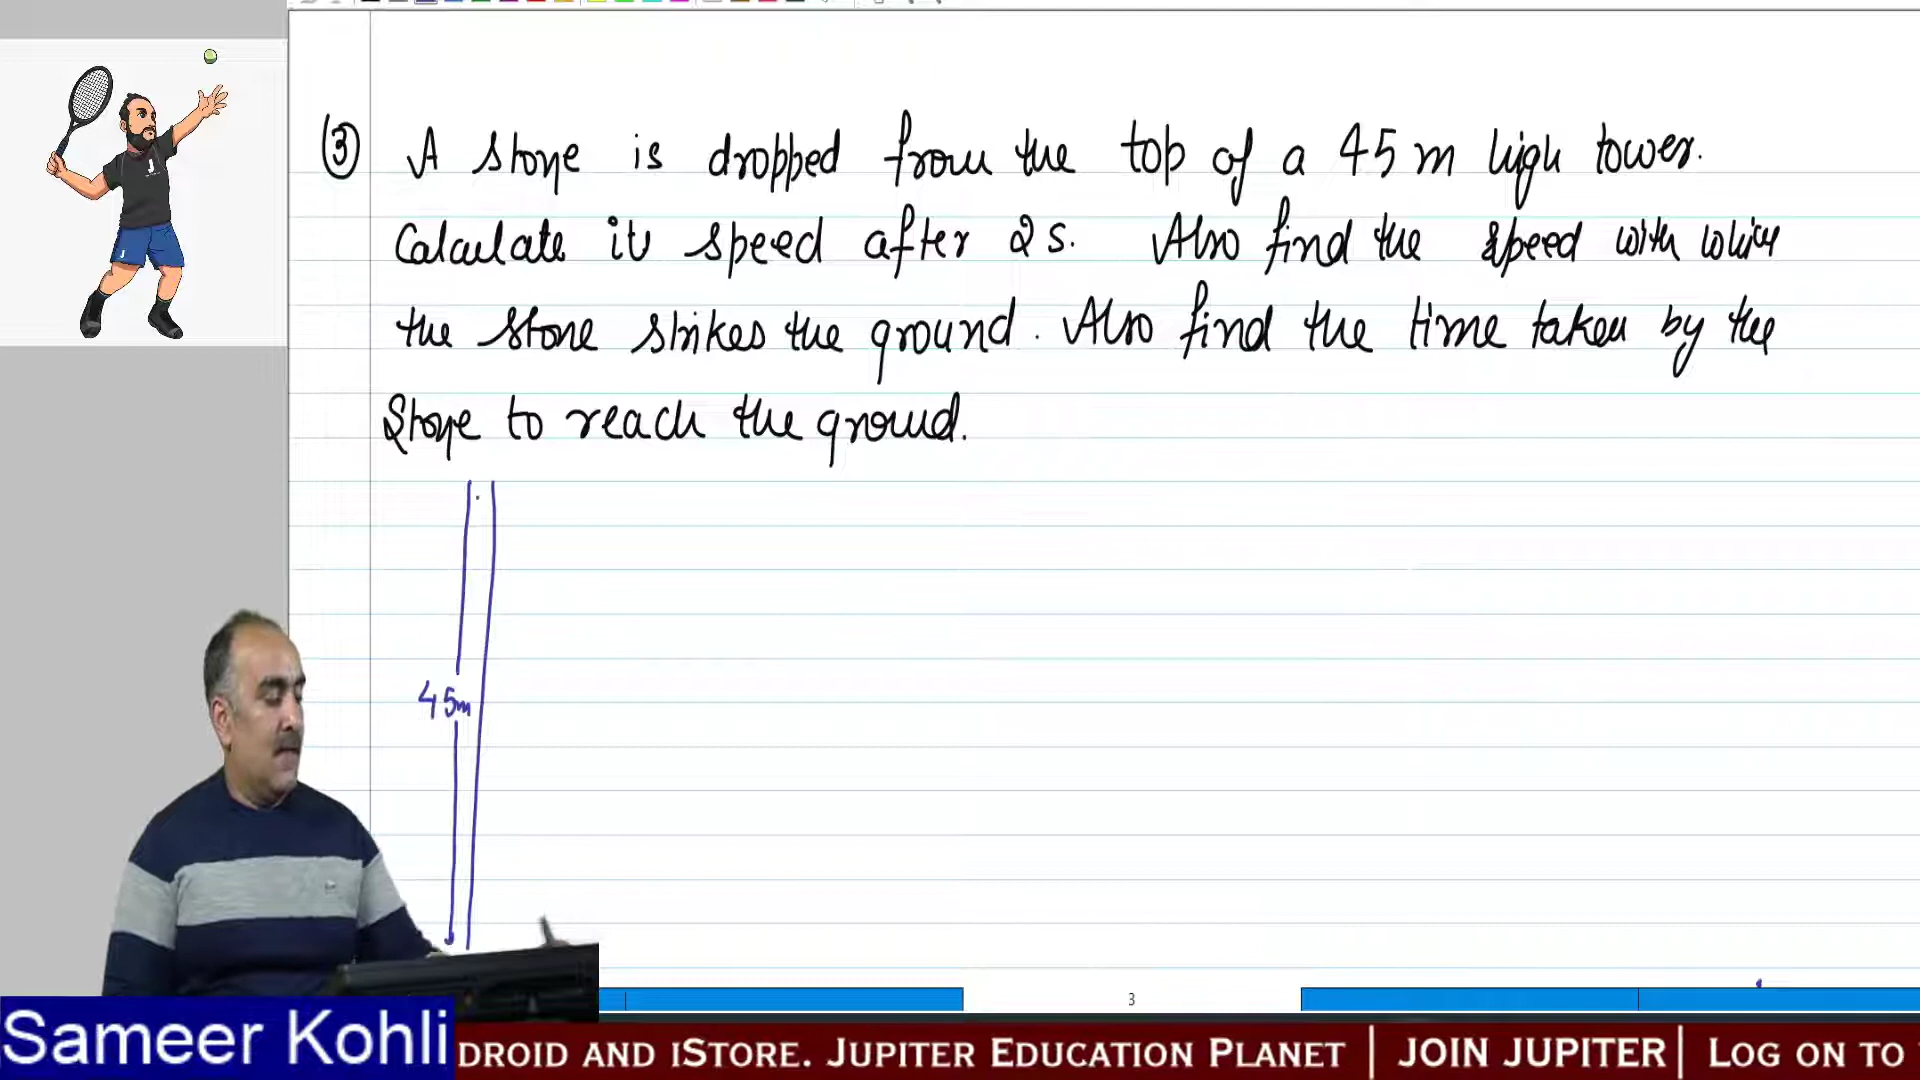 (3) A stone is dropped from the top of a 45 m high tower.
Calculate its speed after 2 s. Also find the speed with which
the stone strikes the ground. Also find the time taken by the
Stone to reach the ground.
45m
3
Sameer Kohli
DROID AND ISTORE. JUPITER EDUCATION PLANET | JOIN JUPITER | LOG ON TO